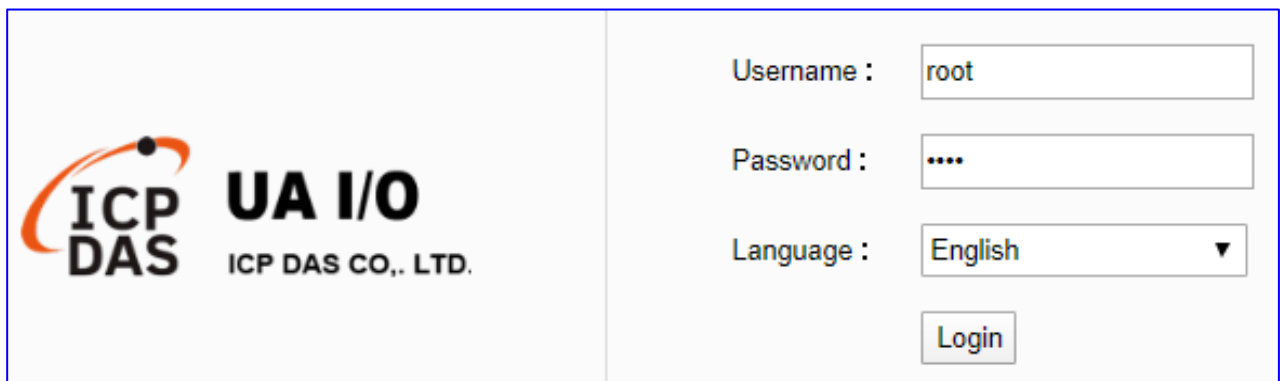 ICP
DAS
UA I/O
ICP DAS CO,. LTD.
Username :
root
Password :
••••
Language :
English ▼
Login